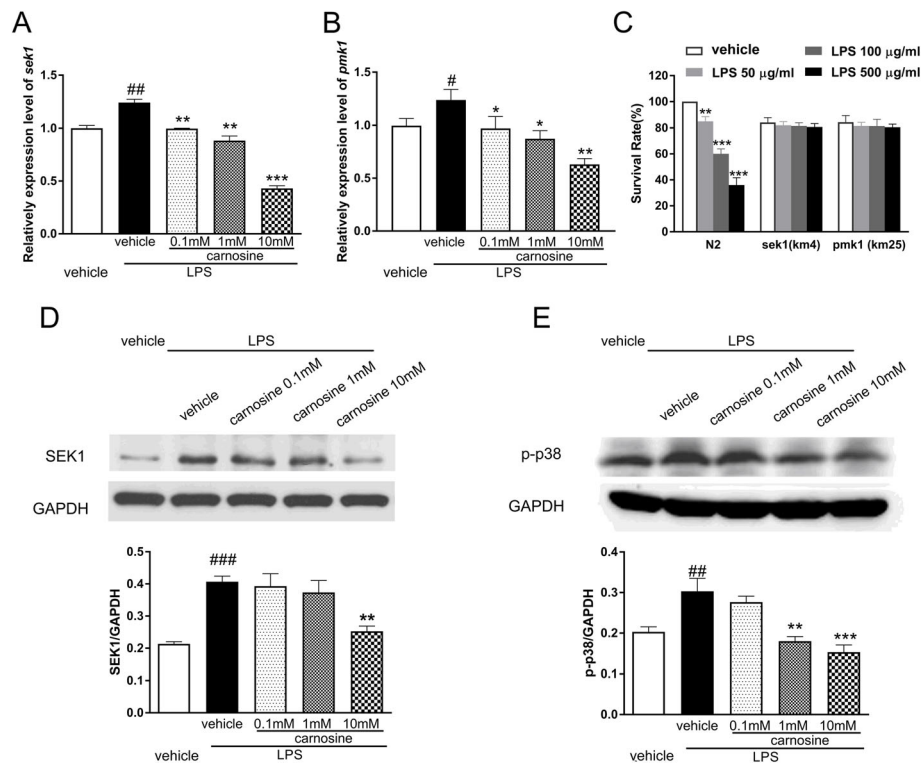 A
Relatively expression level of sek1
1.5
1.0
0.5
0.0
##
**
**
***
vehicle
0.1mM 1mM 10mM
carnosine
vehicle
LPS
B
Relatively expression level of pmk1
1.5
1.0
0.5
0.0
#
*
*
**
vehicle
0.1mM 1mM 10mM
carnosine
vehicle
LPS
C
vehicle
LPS 100 μg/ml
LPS 50 μg/ml
LPS 500 μg/ml
Survival Rate(%)
120
100
80
60
40
20
0
**
***
***
N2
sek1(km4)
pmk1 (km25)
D
vehicle
LPS
vehicle
carnosine 0.1mM
carnosine 1mM
carnosine 10mM
SEK1
GAPDH
SEK1/GAPDH
0.5
0.4
0.3
0.2
0.1
0.0
###
**
vehicle
0.1mM 1mM 10mM
carnosine
vehicle
LPS
E
vehicle
LPS
vehicle
carnosine 0.1mM
carnosine 1mM
carnosine 10mM
p-p38
GAPDH
p-p38/GAPDH
0.4
0.3
0.2
0.1
0.0
##
**
***
vehicle
0.1mM 1mM 10mM
carnosine
vehicle
LPS